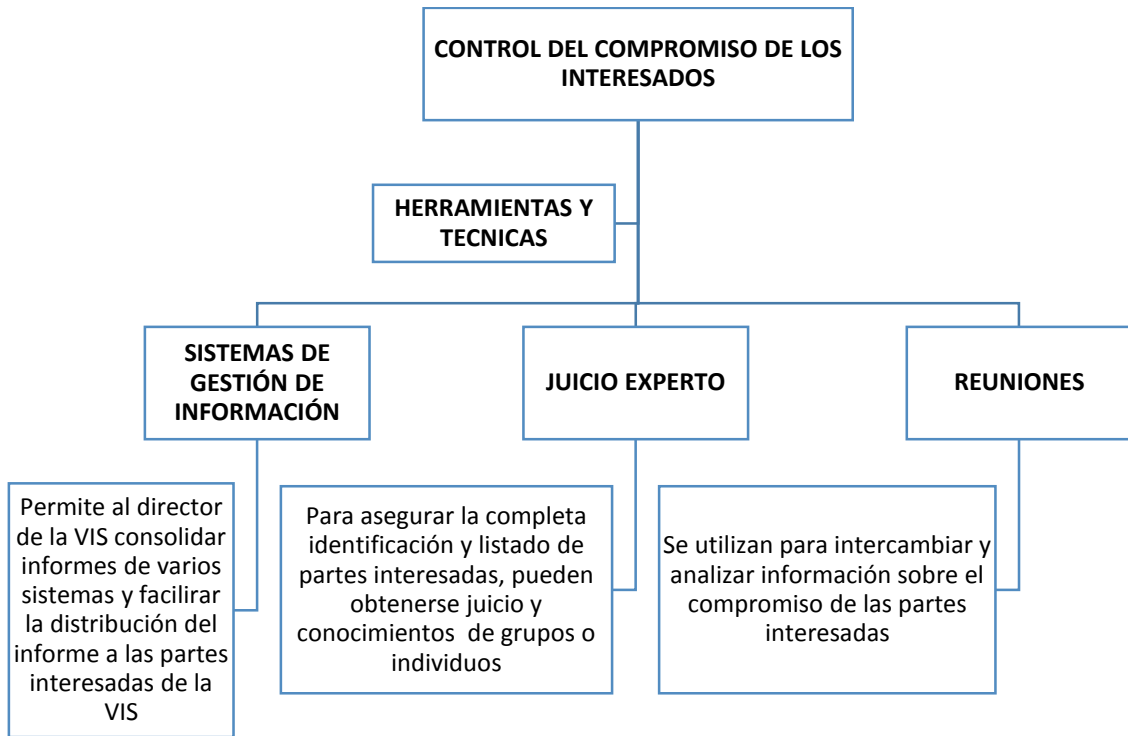 CONTROL DEL COMPROMISO DE LOS
INTERESADOS
HERRAMIENTAS Y
TECNICAS
SISTEMAS DE
GESTIÓN DE
INFORMACIÓN
JUICIO EXPERTO
REUNIONES
Permite al director
de la VIS consolidar
informes de varios
sistemas y facilirar
la distribución del
informe a las partes
interesadas de la
VIS
Para asegurar la completa
identificación y listado de
partes interesadas, pueden
obtenerse juicio y
conocimientos de grupos o
individuos
Se utilizan para intercambiar y
analizar información sobre el
compromiso de las partes
interesadas